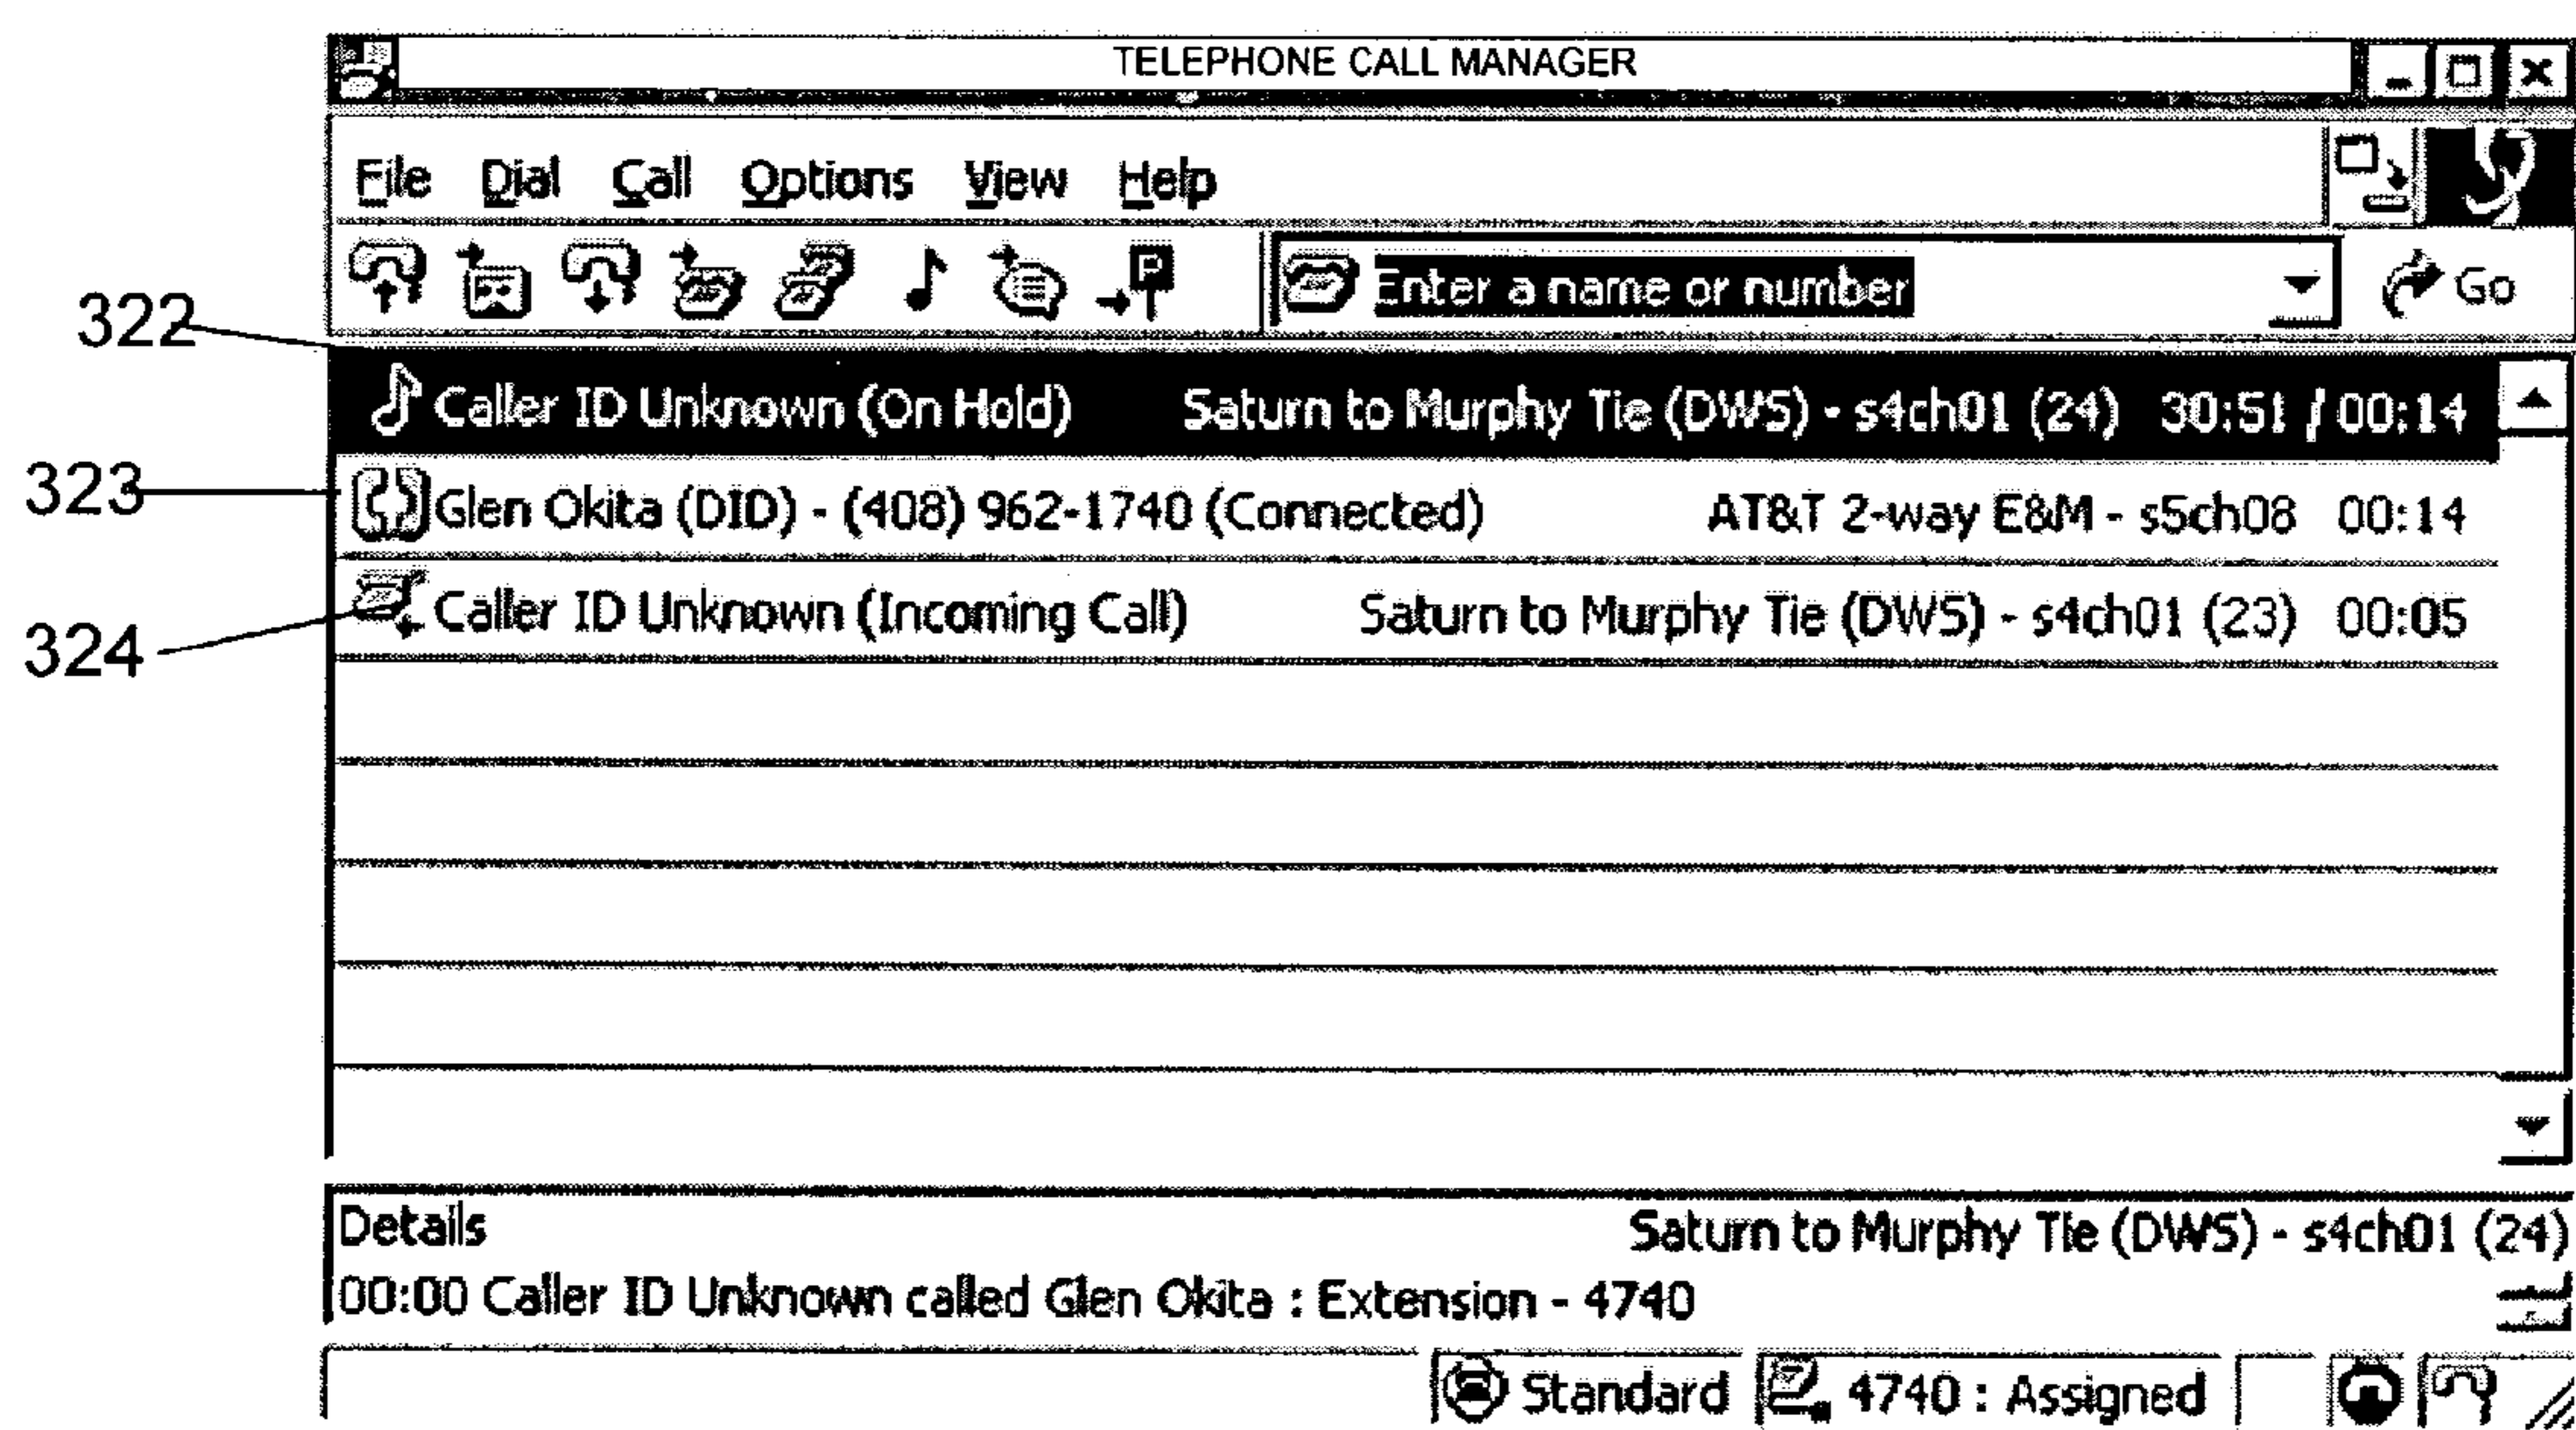 TELEPHONE CALL MANAGER
File Dial Call Options View Help
P Enter a name or number Go
322
Caller ID Unknown (On Hold) Saturn to Murphy Tie (DWS) - s4ch01 (24) 30:51 / 00:14
323
Glen Okita (DID) - (408) 962-1740 (Connected) AT&T 2-way E&M - s5ch08 00:14
324
Caller ID Unknown (Incoming Call) Saturn to Murphy Tie (DWS) - s4ch01 (23) 00:05
Details Saturn to Murphy Tie (DWS) - s4ch01 (24)
00:00 Caller ID Unknown called Glen Okita : Extension - 4740
Standard 4740 : Assigned